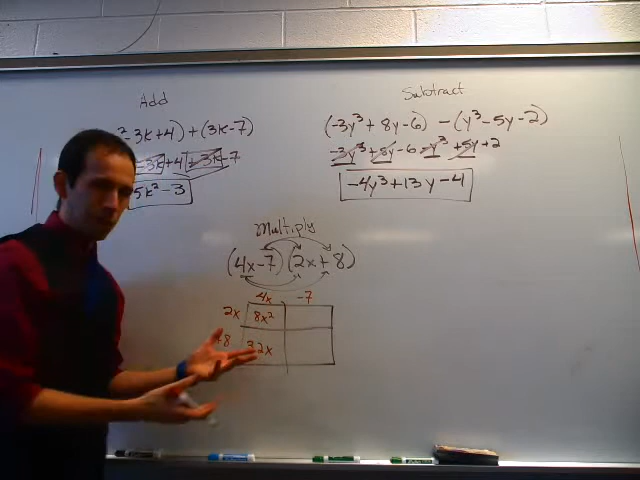 Add
Subtract
²-3k+4)+(3k-7)
(-3y³+8y-6) -(y³-5y-2)
-3k+4+3k-7
-3y³+8y-6-y³+5y+2
5k²-3
-4y³+13y-4
Multiply
(4x-7)(2x+8)
4x -7
2x 8x²
+8 32x